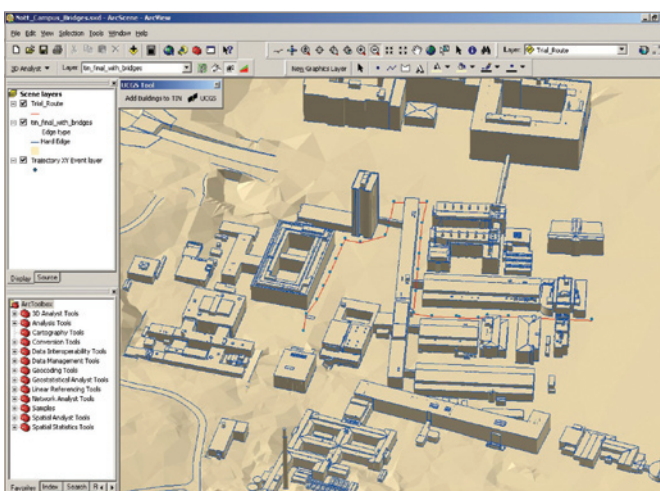 Nott_Campus_Bridges.sxd - ArcScene - ArcView
File Edit View Selection Tools Window Help
Layer: Trial_Route
3D Analyst Layer: tin_final_with_bridges
New Graphics Layer
UCGS Tool
Add Buildings to TIN UCGS
Scene layers
Trial_Route
tin_final_with_bridges
Edge type
Hard Edge
Trajectory XY Event layer
Display Source
ArcToolbox
3D Analyst Tools
Analysis Tools
Cartography Tools
Conversion Tools
Data Interoperability Tools
Data Management Tools
Geocoding Tools
Geostatistical Analyst Tools
Linear Referencing Tools
Network Analyst Tools
Samples
Spatial Analyst Tools
Spatial Statistics Tools
Favorites Index Search R